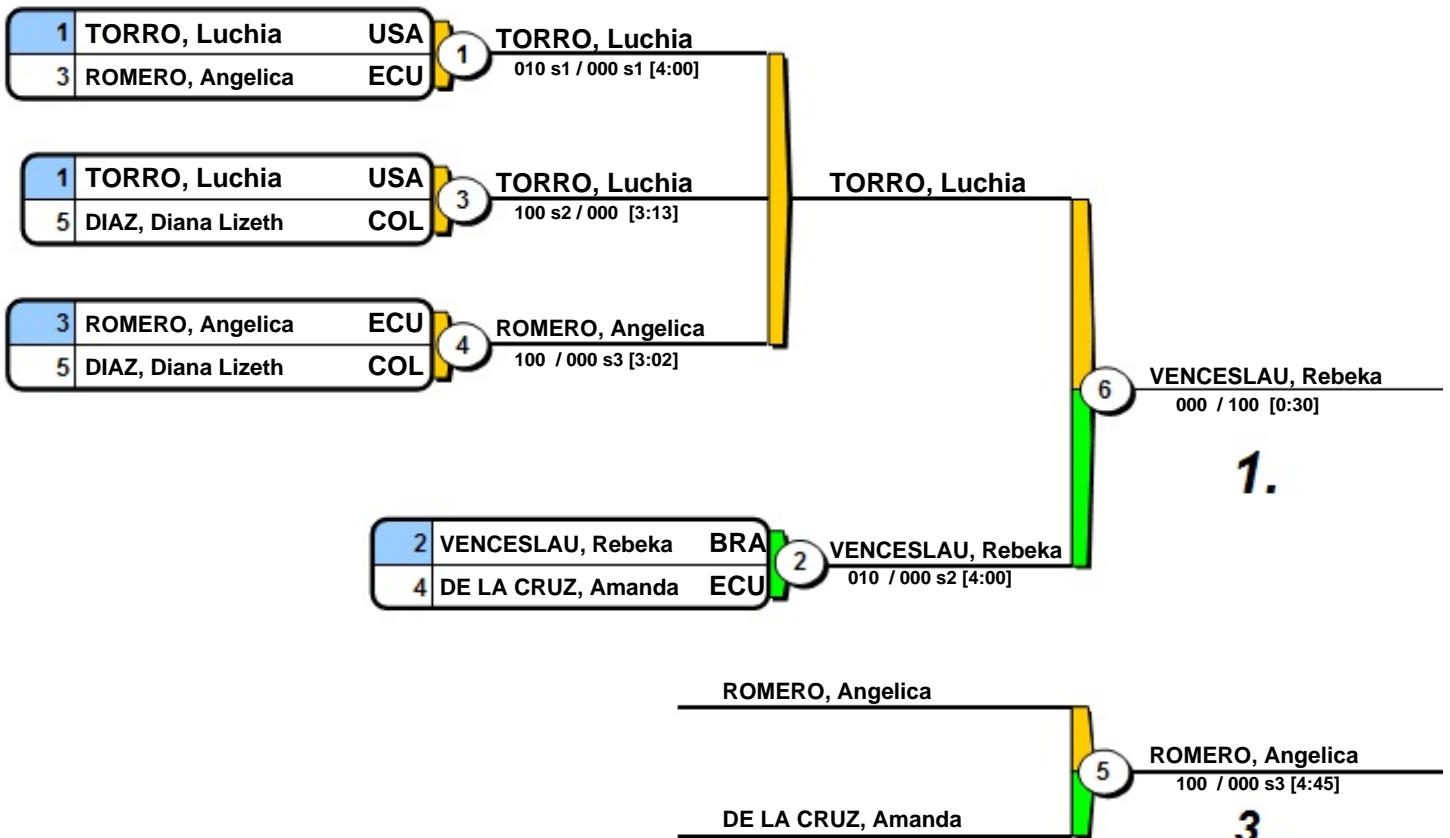 1 TORRO, Luchia USA
3 ROMERO, Angelica ECU
1 TORRO, Luchia
010 s1 / 000 s1 [4:00]
1 TORRO, Luchia USA
5 DIAZ, Diana Lizeth COL
3 TORRO, Luchia
100 s2 / 000 [3:13]
TORRO, Luchia
3 ROMERO, Angelica ECU
5 DIAZ, Diana Lizeth COL
4 ROMERO, Angelica
100 / 000 s3 [3:02]
6 VENCESLAU, Rebeka
000 / 100 [0:30]
1.
2 VENCESLAU, Rebeka BRA
4 DE LA CRUZ, Amanda ECU
2 VENCESLAU, Rebeka
010 / 000 s2 [4:00]
ROMERO, Angelica
5 ROMERO, Angelica
100 / 000 s3 [4:45]
3
DE LA CRUZ, Amanda